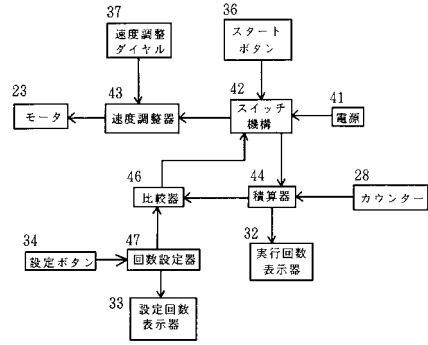 37
速度調整
ダイヤル
36
スタート
ボタン
23
モータ
43
速度調整器
42
スイッチ
機構
41
電源
46
比較器
44
積算器
28
カウンター
34
設定ボタン
47
回数設定器
32
実行回数
表示器
33
設定回数
表示器